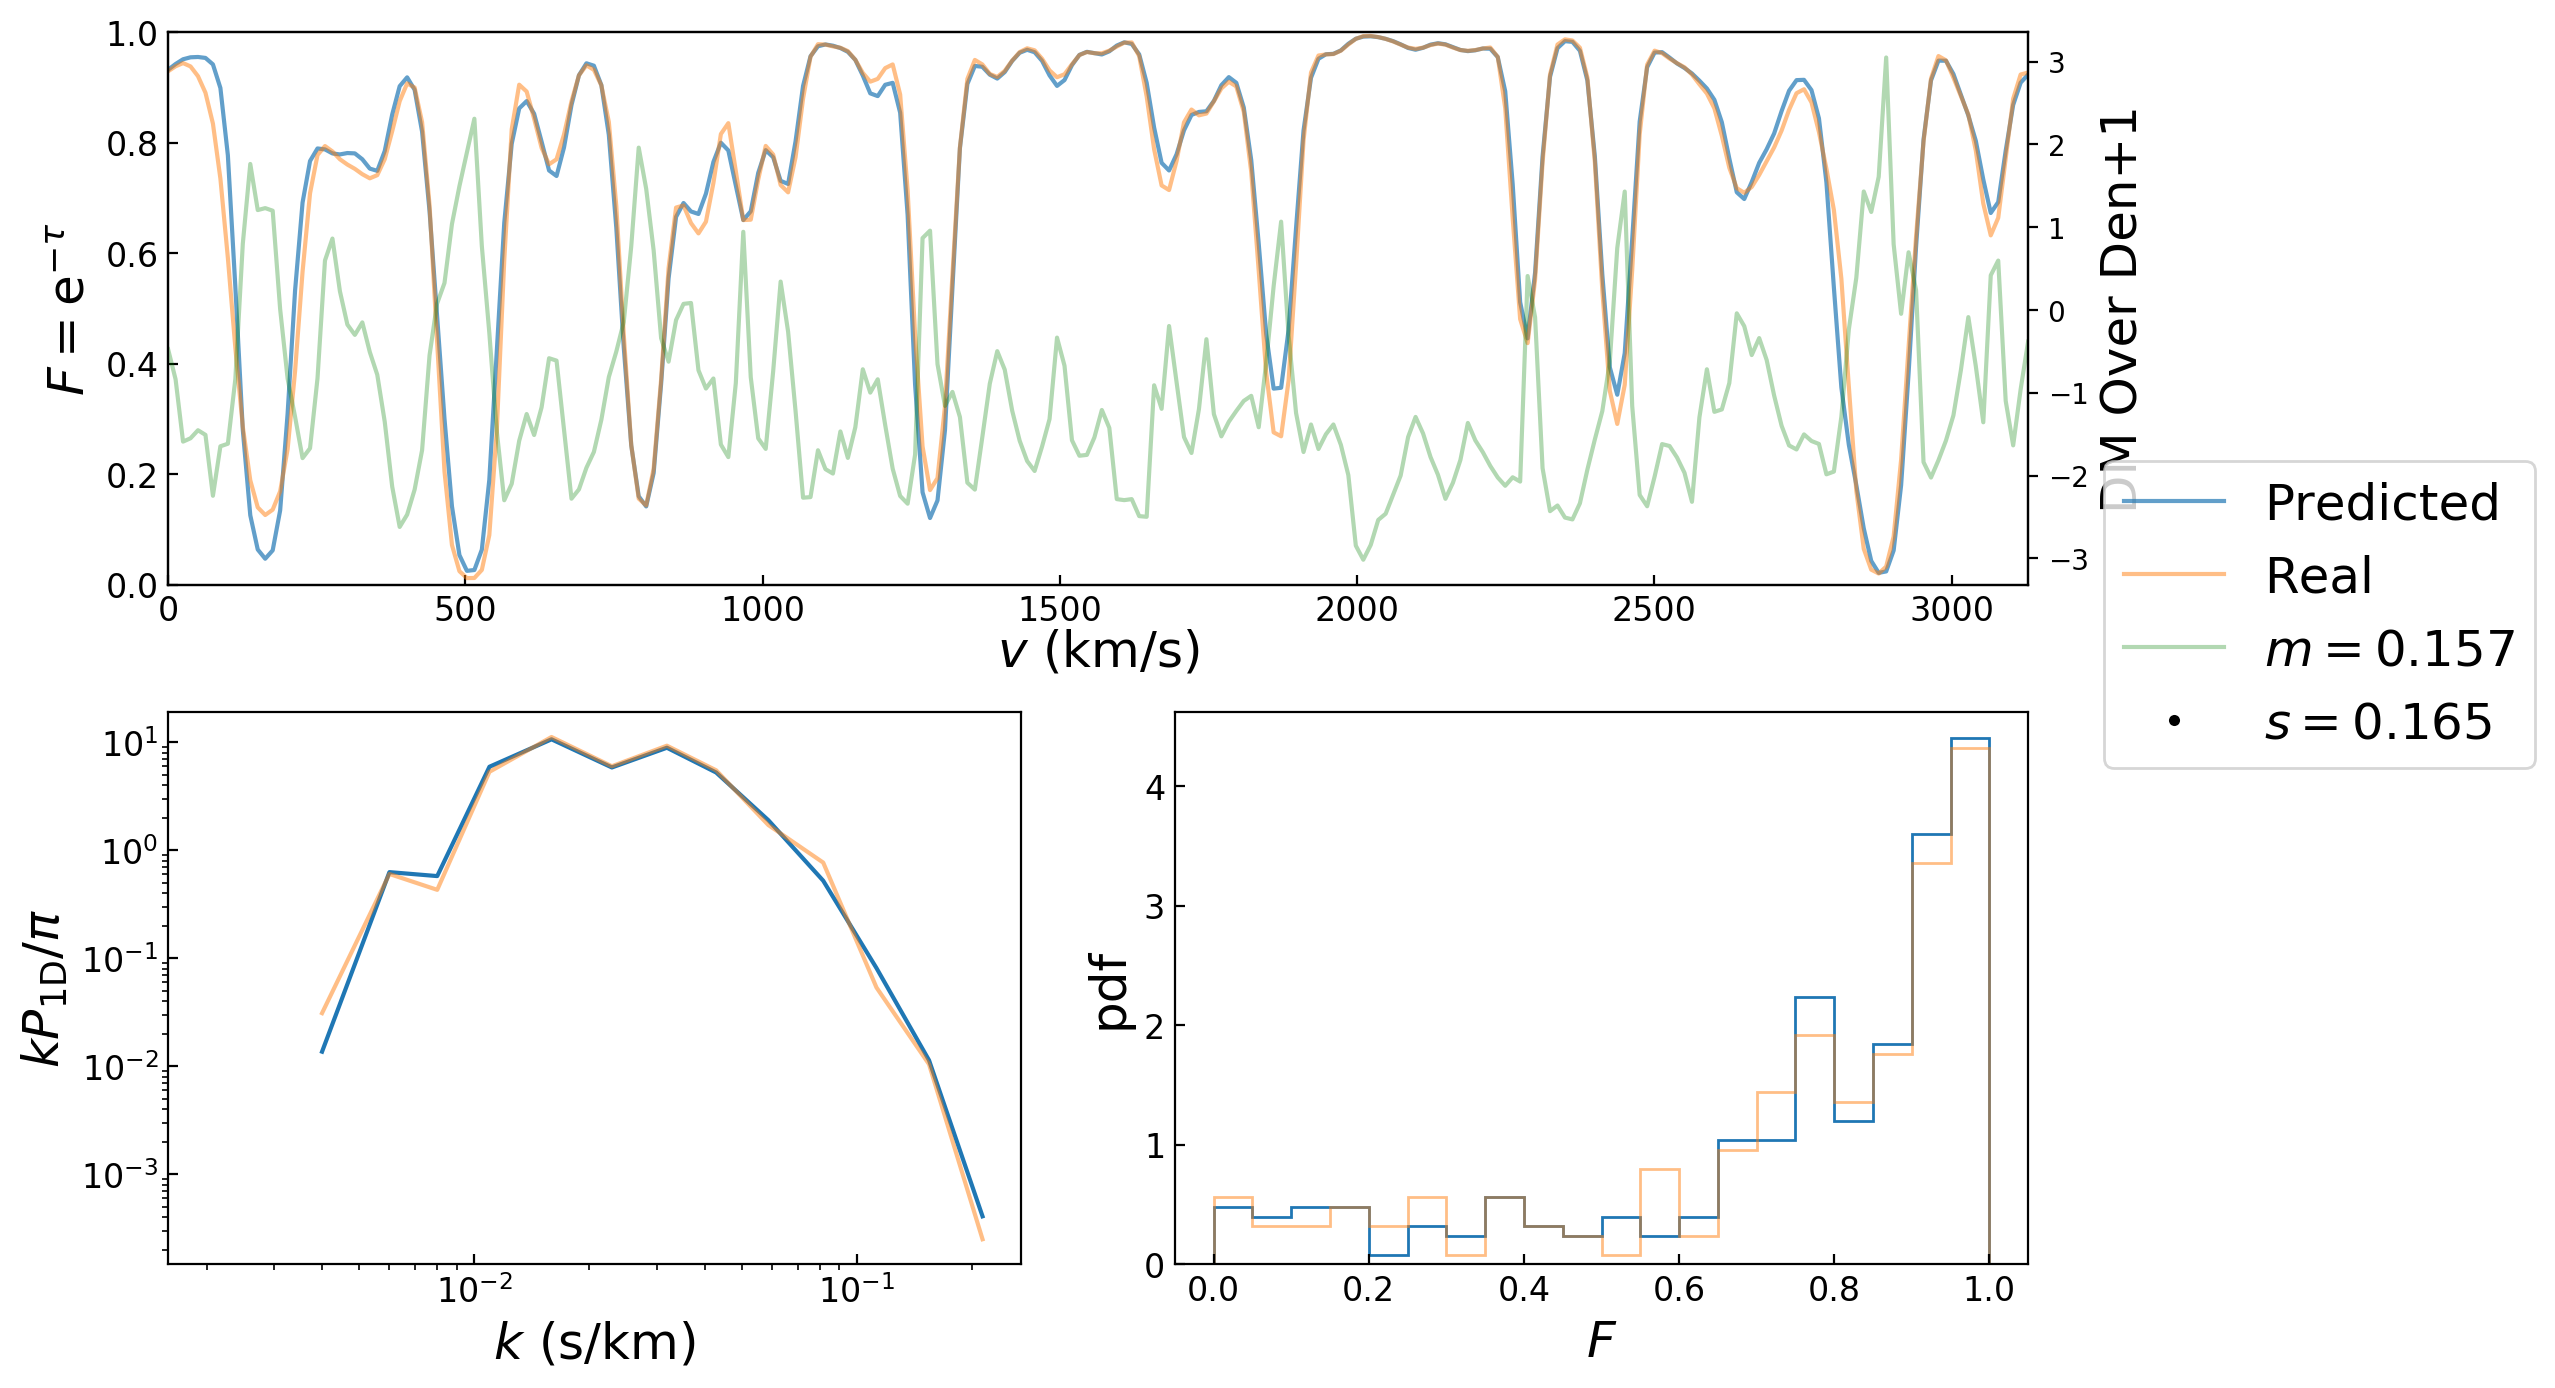 1.0
0.8
0.6
0.4
0.2
0.0
F = e^{−τ}
3
2
1
0
−1
−2
−3
DM Over Den+1
0 500 1000 1500 2000 2500 3000
v (km/s)
Predicted
Real
m = 0.157
s = 0.165
10^1
10^0
10^{−1}
10^{−2}
10^{−3}
kP_{1D}/π
10^{−2} 10^{−1}
k (s/km)
4
3
2
1
0
pdf
0.0 0.2 0.4 0.6 0.8 1.0
F